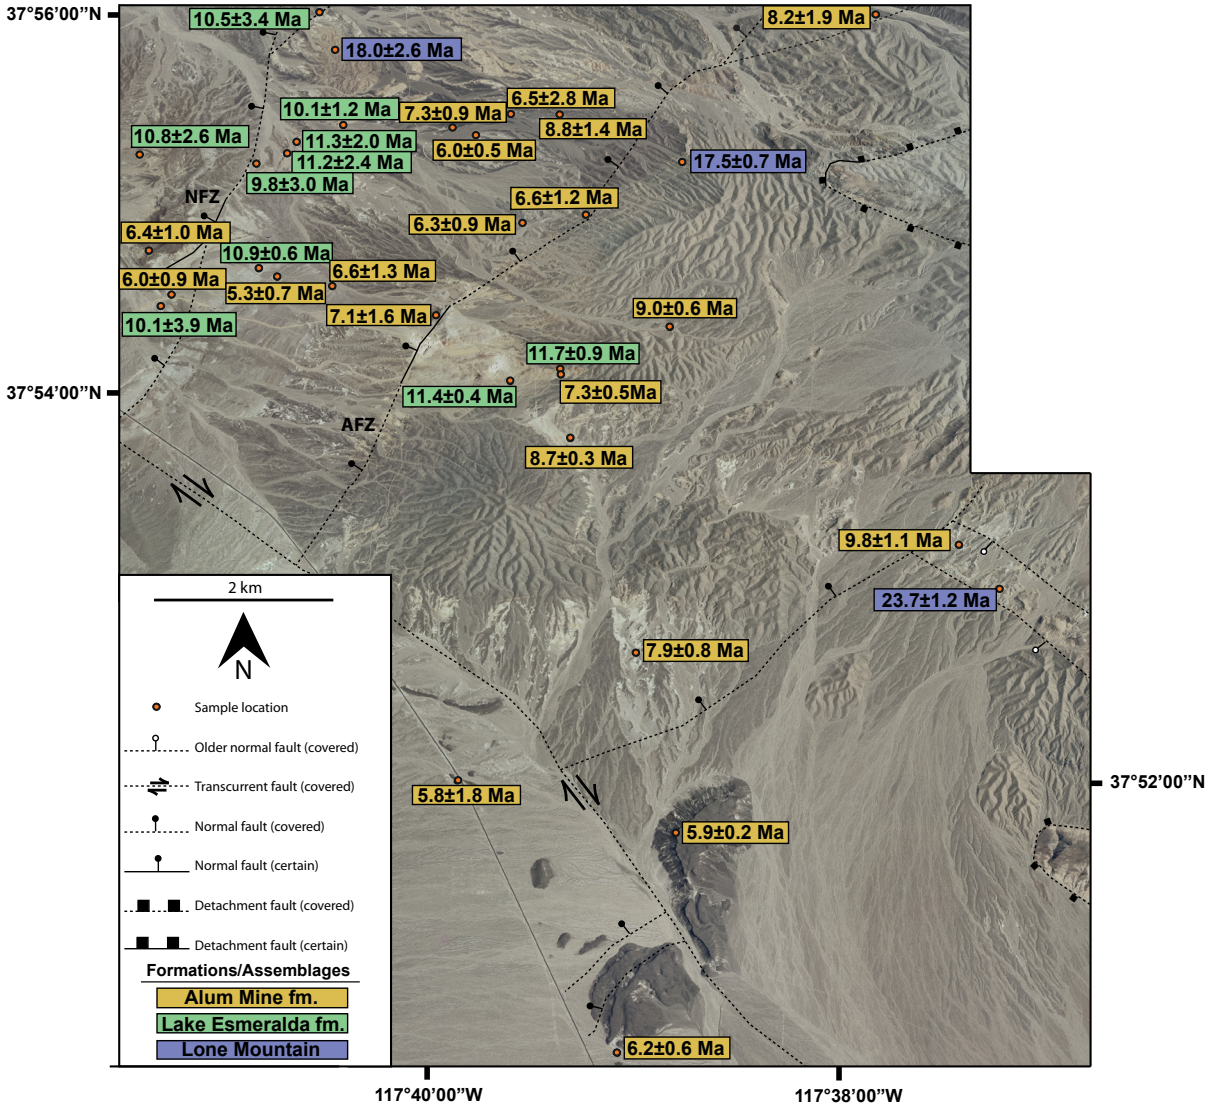 37°56'00"N
10.5±3.4 Ma
8.2±1.9 Ma
18.0±2.6 Ma
6.5±2.8 Ma
10.1±1.2 Ma
7.3±0.9 Ma
8.8±1.4 Ma
10.8±2.6 Ma
11.3±2.0 Ma
6.0±0.5 Ma
11.2±2.4 Ma
17.5±0.7 Ma
9.8±3.0 Ma
NFZ
6.6±1.2 Ma
6.3±0.9 Ma
6.4±1.0 Ma
10.9±0.6 Ma
6.6±1.3 Ma
6.0±0.9 Ma
5.3±0.7 Ma
7.1±1.6 Ma
9.0±0.6 Ma
10.1±3.9 Ma
11.7±0.9 Ma
37°54'00"N
11.4±0.4 Ma
7.3±0.5Ma
AFZ
8.7±0.3 Ma
9.8±1.1 Ma
23.7±1.2 Ma
7.9±0.8 Ma
37°52'00"N
5.8±1.8 Ma
5.9±0.2 Ma
6.2±0.6 Ma
2 km
N
Sample location
Older normal fault (covered)
Transcurrent fault (covered)
Normal fault (covered)
Normal fault (certain)
Detachment fault (covered)
Detachment fault (certain)
Formations/Assemblages
Alum Mine fm.
Lake Esmeralda fm.
Lone Mountain
117°40'00"W
117°38'00"W